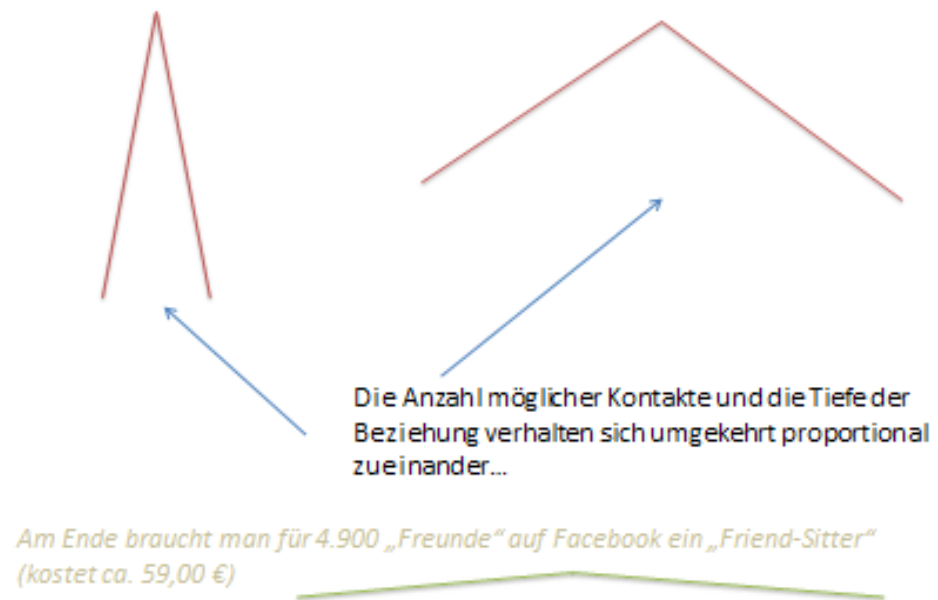 Die Anzahl möglicher Kontakte und die Tiefe der
Beziehung verhalten sich umgekehrt proportional
zueinander...
Am Ende braucht man für 4.900 „Freunde“ auf Facebook ein „Friend-Sitter“
(kostet ca. 59,00 €)